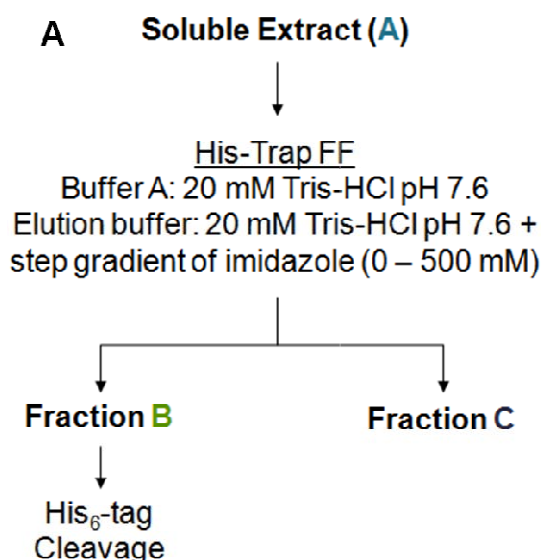 A
Soluble Extract (A)
His-Trap FF
Buffer A: 20 mM Tris-HCl pH 7.6
Elution buffer: 20 mM Tris-HCl pH 7.6 +
step gradient of imidazole (0 – 500 mM)
Fraction B
Fraction C
His₆-tag
Cleavage